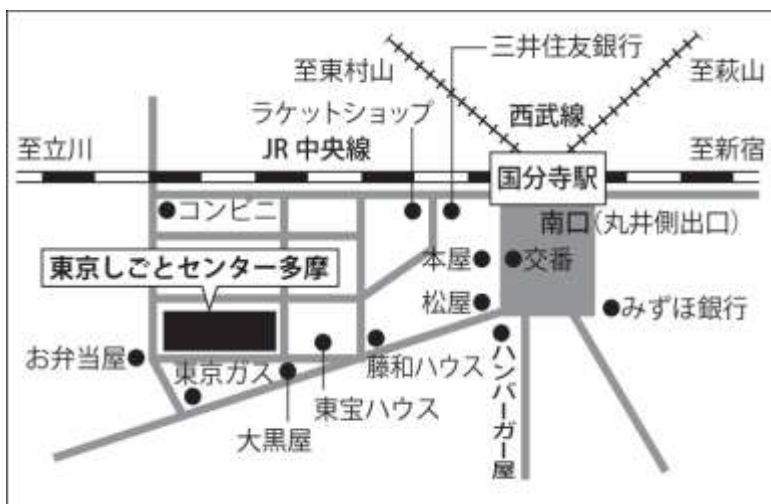 三井住友銀行
至東村山
至萩山
ラケットショップ
西武線
至立川
JR中央線
国分寺駅
至新宿
コンビニ
南口(丸井側出口)
東京しごとセンター多摩
本屋
交番
松屋
みずほ銀行
お弁当屋
東京ガス
藤和ハウス
ハンバーガー屋
東宝ハウス
大黒屋